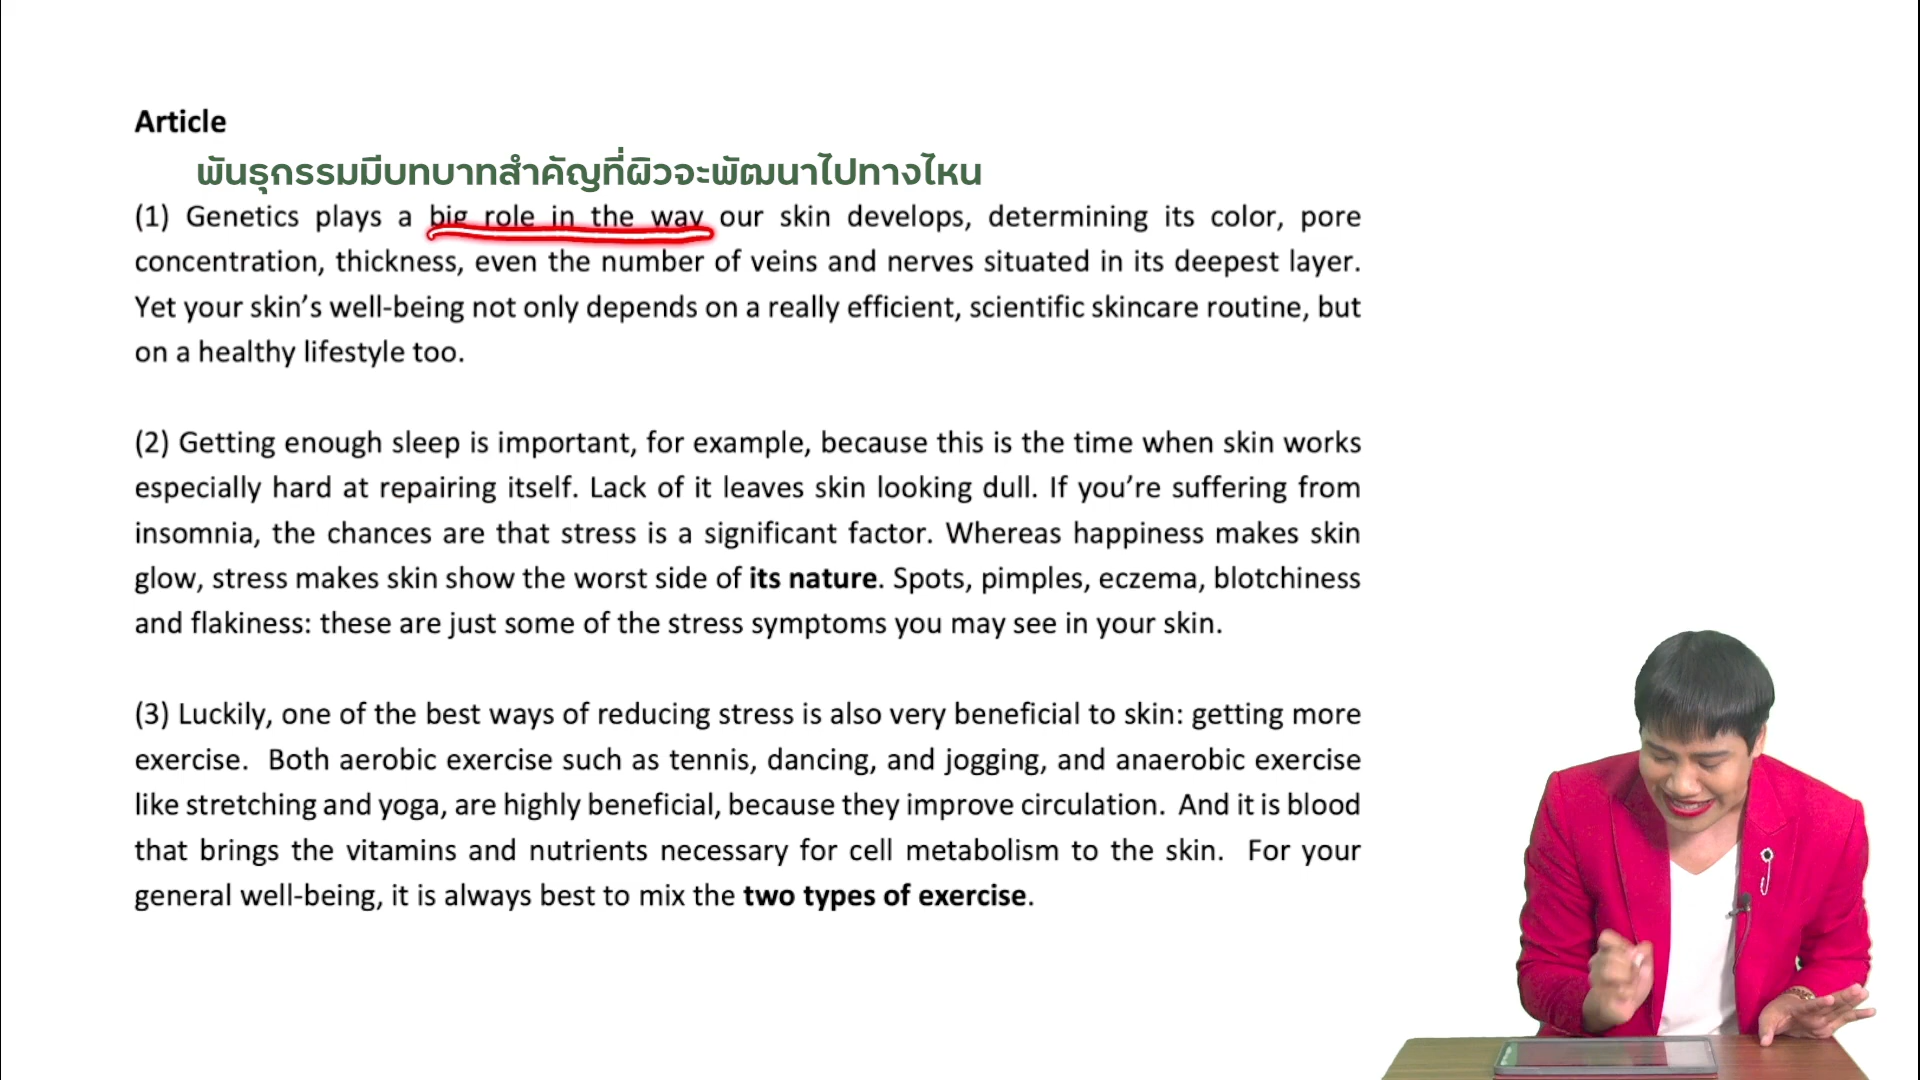 Article
พันธุกรรมมีบทบาทสำคัญที่ผิวจะพัฒนาไปทางไหน
(1) Genetics plays a big role in the way our skin develops, determining its color, pore
concentration, thickness, even the number of veins and nerves situated in its deepest layer.
Yet your skin’s well-being not only depends on a really efficient, scientific skincare routine, but
on a healthy lifestyle too.
(2) Getting enough sleep is important, for example, because this is the time when skin works
especially hard at repairing itself. Lack of it leaves skin looking dull. If you’re suffering from
insomnia, the chances are that stress is a significant factor. Whereas happiness makes skin
glow, stress makes skin show the worst side of its nature. Spots, pimples, eczema, blotchiness
and flakiness: these are just some of the stress symptoms you may see in your skin.
(3) Luckily, one of the best ways of reducing stress is also very beneficial to skin: getting more
exercise. Both aerobic exercise such as tennis, dancing, and jogging, and anaerobic exercise
like stretching and yoga, are highly beneficial, because they improve circulation. And it is blood
that brings the vitamins and nutrients necessary for cell metabolism to the skin. For your
general well-being, it is always best to mix the two types of exercise.